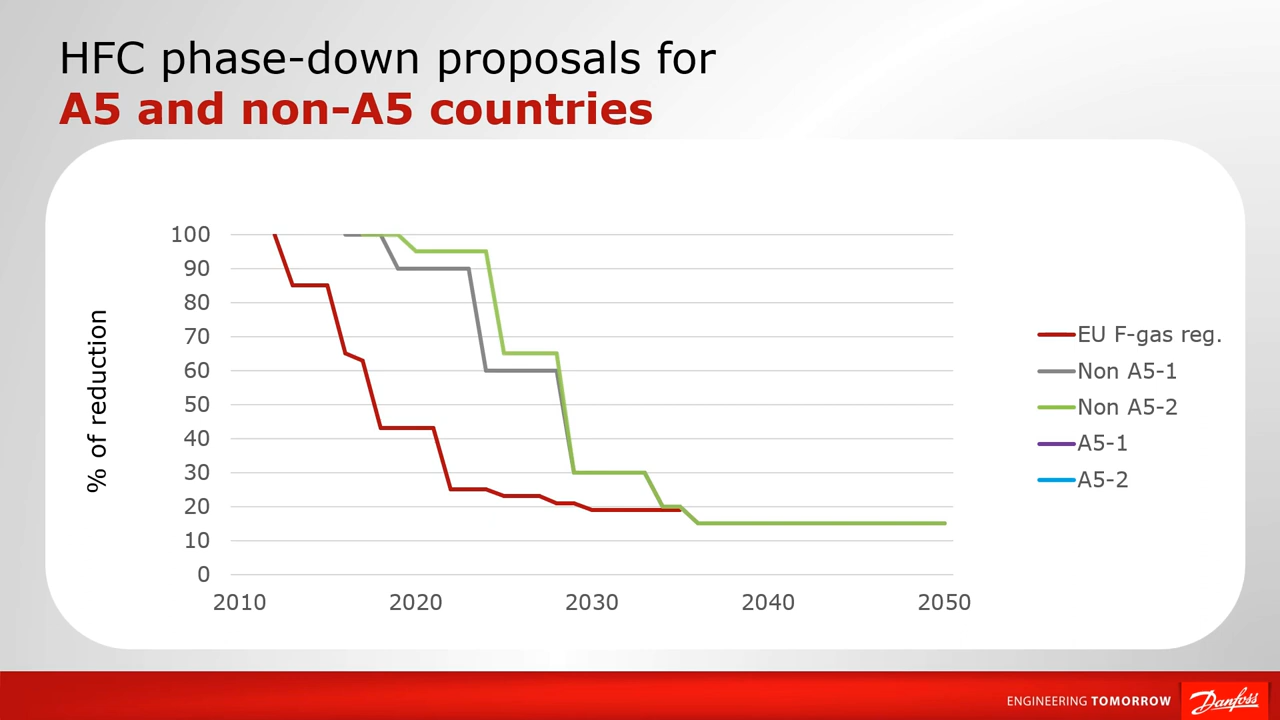 HFC phase-down proposals for
A5 and non-A5 countries
% of reduction
100
90
80
70
60
50
40
30
20
10
0
2010 2020 2030 2040 2050
EU F-gas reg.
Non A5-1
Non A5-2
A5-1
A5-2
ENGINEERING TOMORROW
Danfoss